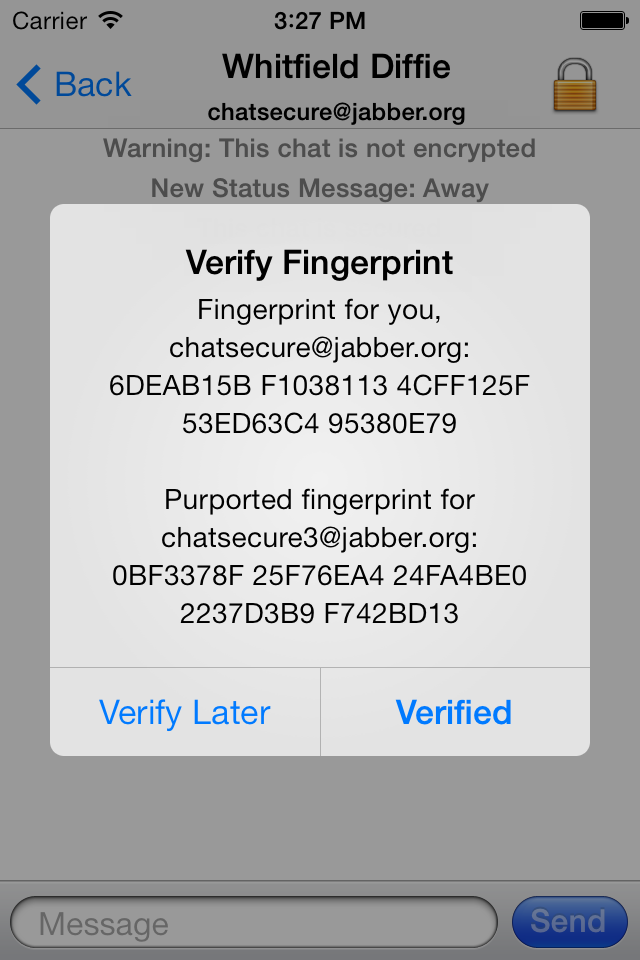 Carrier 3:27 PM
Back Whitfield Diffie
chatsecure@jabber.org
Warning: This chat is not encrypted
New Status Message: Away
Verify Fingerprint
Fingerprint for you,
chatsecure@jabber.org:
6DEAB15B F1038113 4CFF125F
53ED63C4 95380E79
Purported fingerprint for
chatsecure3@jabber.org:
0BF3378F 25F76EA4 24FA4BE0
2237D3B9 F742BD13
Verify Later Verified
Message Send